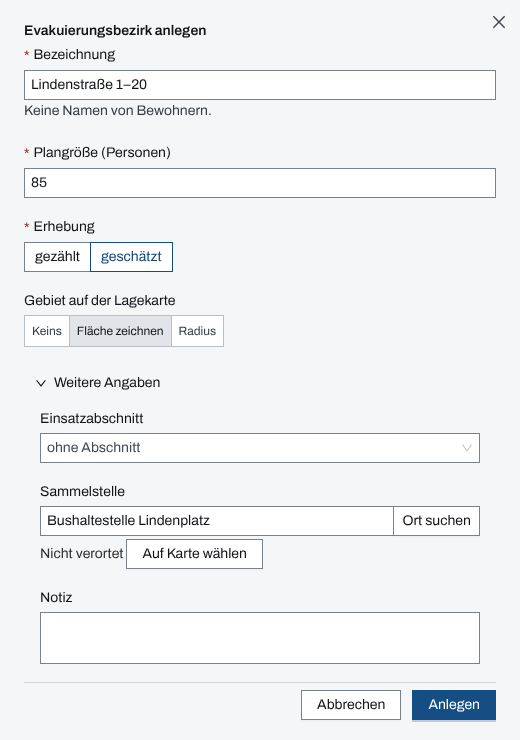 Evakuierungsbezirk anlegen
* Bezeichnung
Lindenstraße 1–20
Keine Namen von Bewohnern.
* Plangröße (Personen)
85
* Erhebung
gezählt geschätzt
Gebiet auf der Lagekarte
Keins Fläche zeichnen Radius
Weitere Angaben
Einsatzabschnitt
ohne Abschnitt
Sammelstelle
Bushaltestelle Lindenplatz Ort suchen
Nicht verortet Auf Karte wählen
Notiz
Abbrechen Anlegen